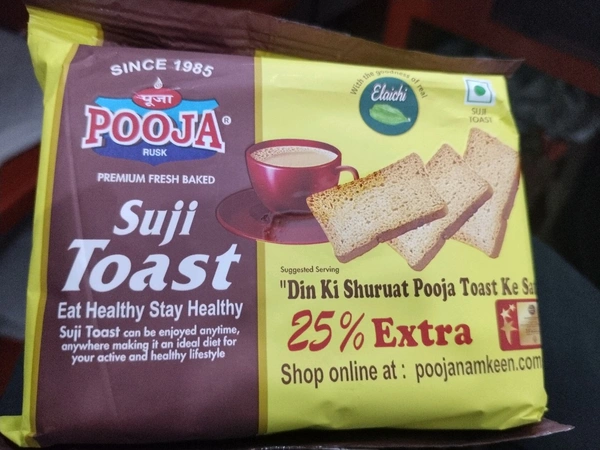 SINCE 1985
पूजा
POOJA®
RUSK
PREMIUM FRESH BAKED
Suji
Toast
Eat Healthy Stay Healthy
Suji Toast can be enjoyed anytime,
anywhere making it an ideal diet for
your active and healthy lifestyle
With the goodness of real
Elaichi
SUJI
TOAST
Suggested Serving
"Din Ki Shuruat Pooja Toast Ke
25% Extra
Shop online at : poojanamkeen.com